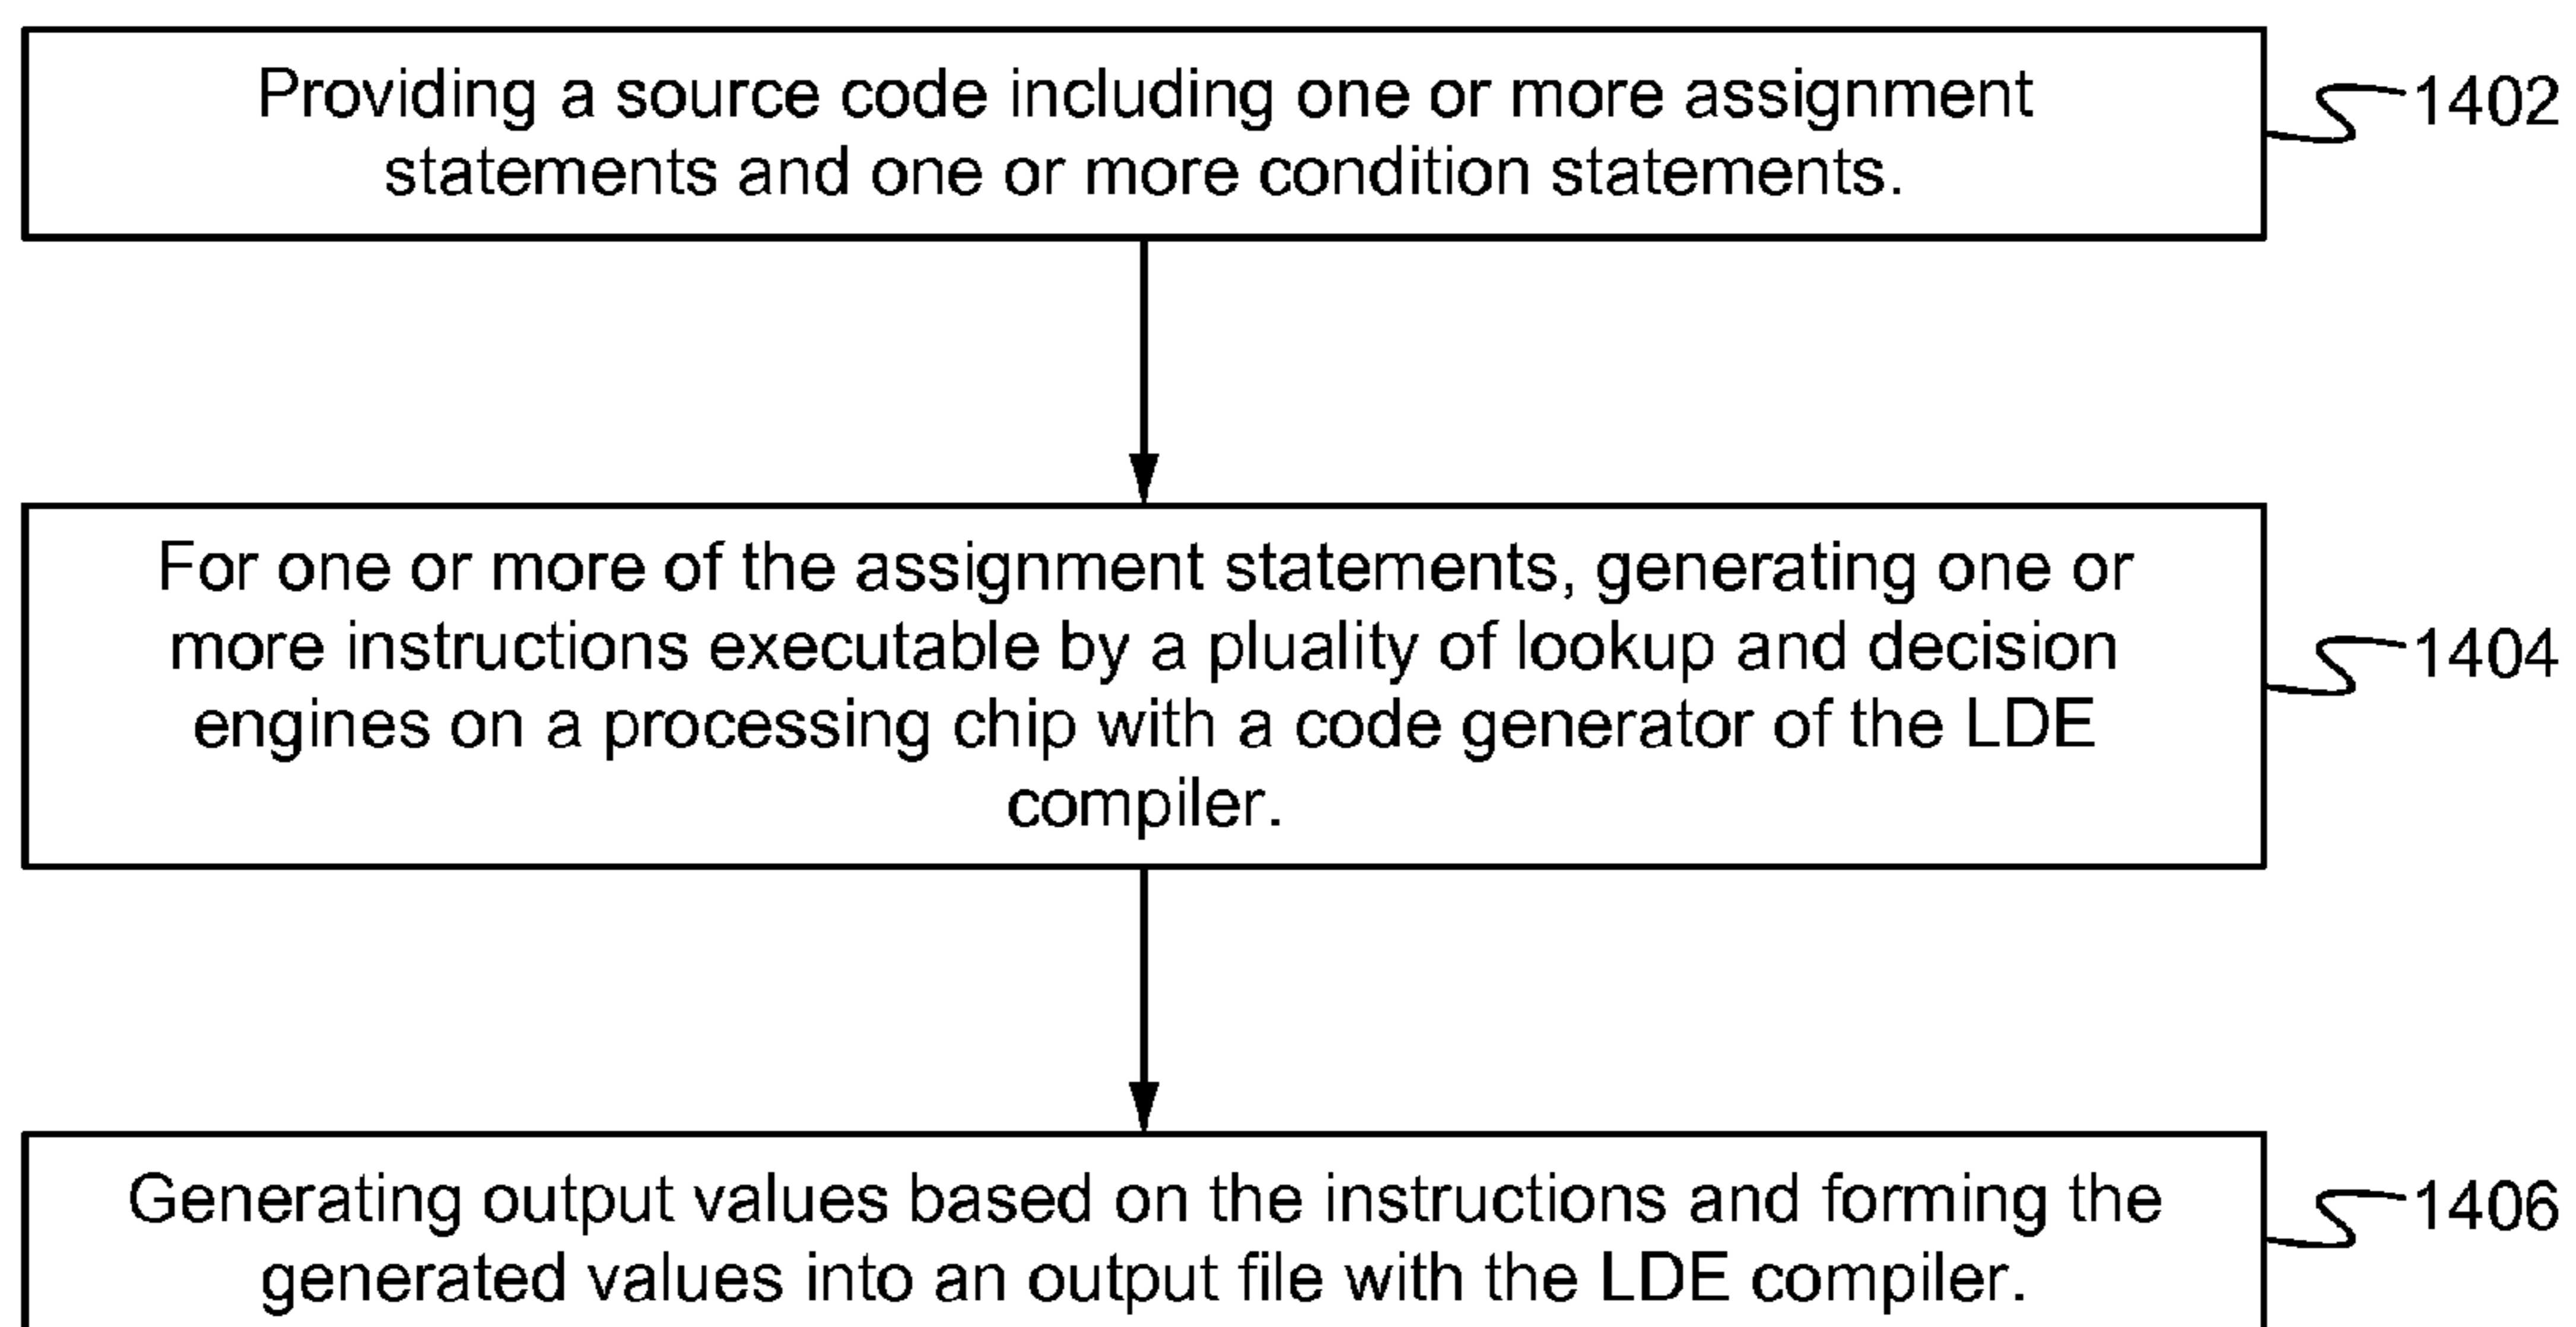 Providing a source code including one or more assignment
statements and one or more condition statements.
1402
For one or more of the assignment statements, generating one or
more instructions executable by a pluality of lookup and decision
engines on a processing chip with a code generator of the LDE
compiler.
1404
Generating output values based on the instructions and forming the
generated values into an output file with the LDE compiler.
1406